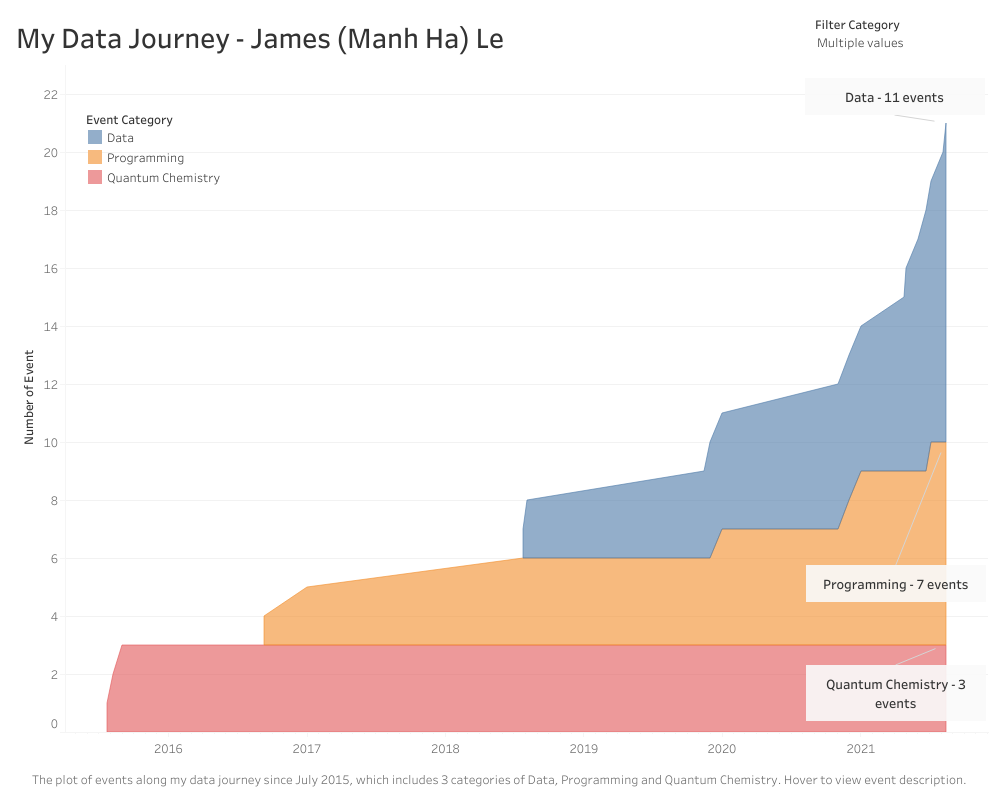 My Data Journey - James (Manh Ha) Le
Filter Category
Multiple values
Data - 11 events
Event Category
Data
Programming
Quantum Chemistry
Number of Event
22
20
18
16
14
12
10
8
6
4
2
0
Programming - 7 events
Quantum Chemistry - 3
events
2016
2017
2018
2019
2020
2021
The plot of events along my data journey since July 2015, which includes 3 categories of Data, Programming and Quantum Chemistry. Hover to view event description.